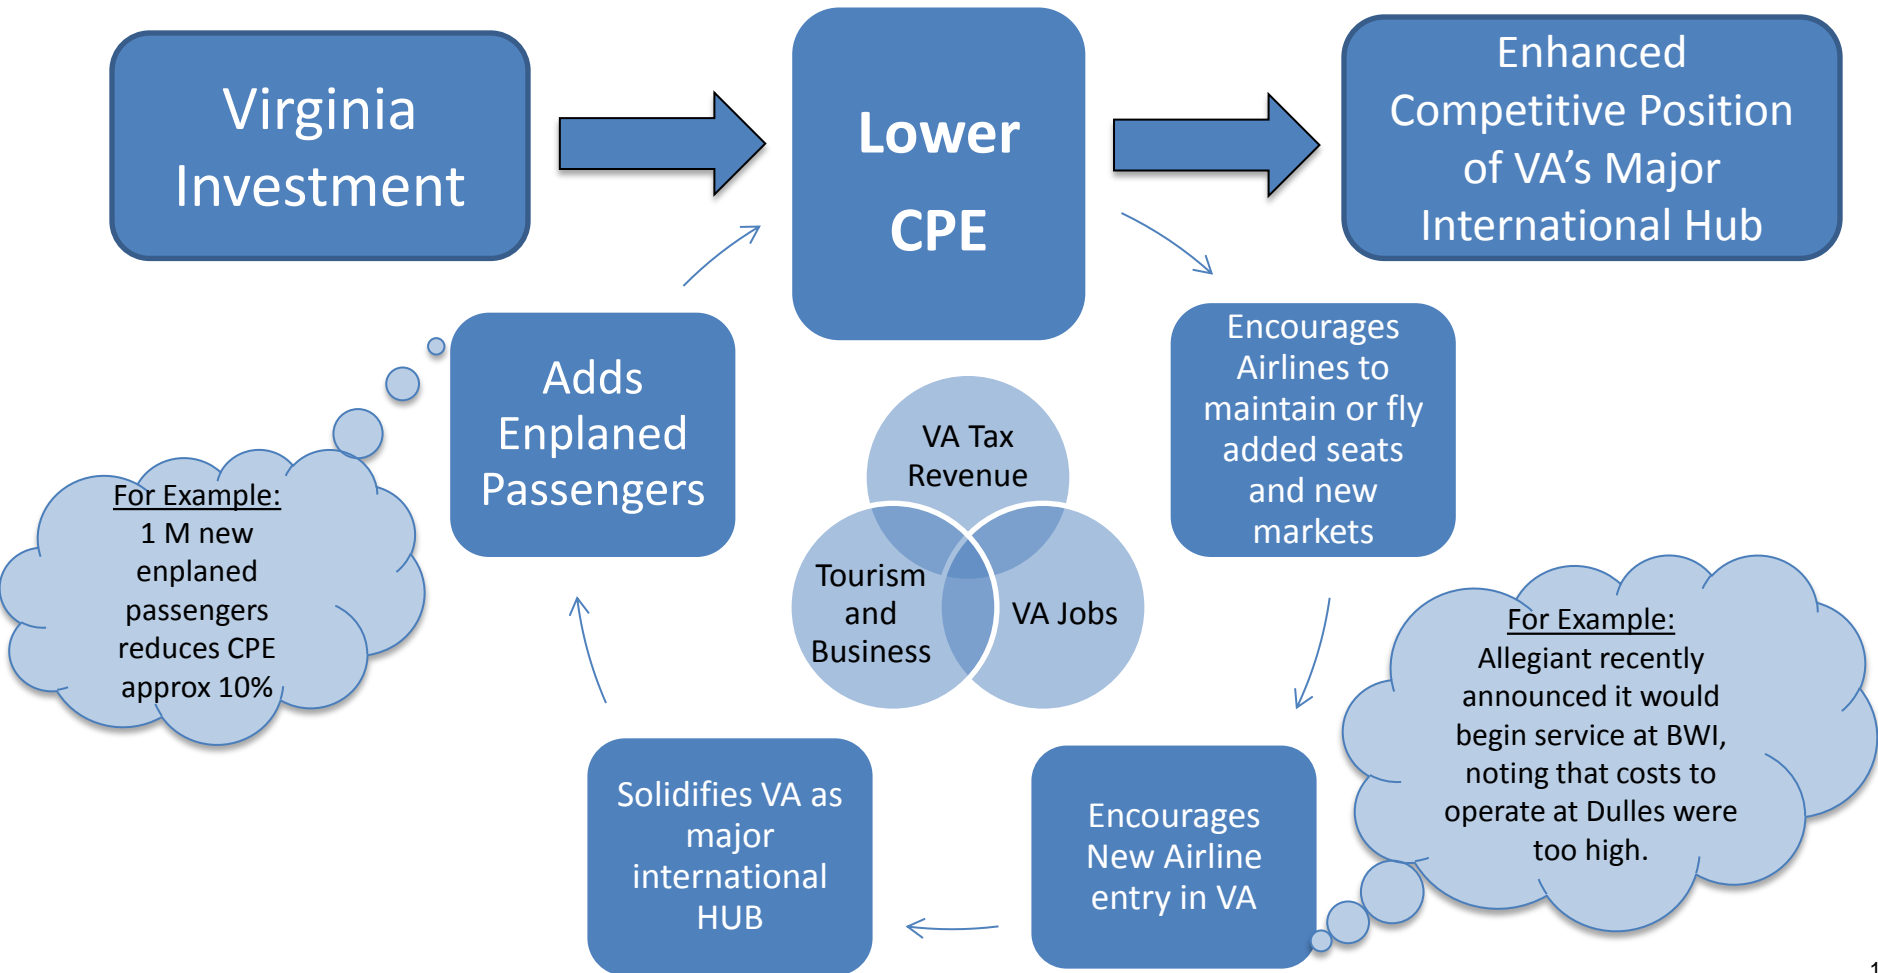 Virginia
Investment
Lower
CPE
Enhanced
Competitive Position
of VA's Major
International Hub
Adds
Enplaned
Passengers
Encourages
Airlines to
maintain or fly
added seats
and new
markets
VA Tax
Revenue
Tourism
and
Business
VA Jobs
For Example:
1 M new
enplaned
passengers
reduces CPE
approx 10%
For Example:
Allegiant recently
announced it would
begin service at BWI,
noting that costs to
operate at Dulles were
too high.
Solidifies VA as
major
international
HUB
Encourages
New Airline
entry in VA
1